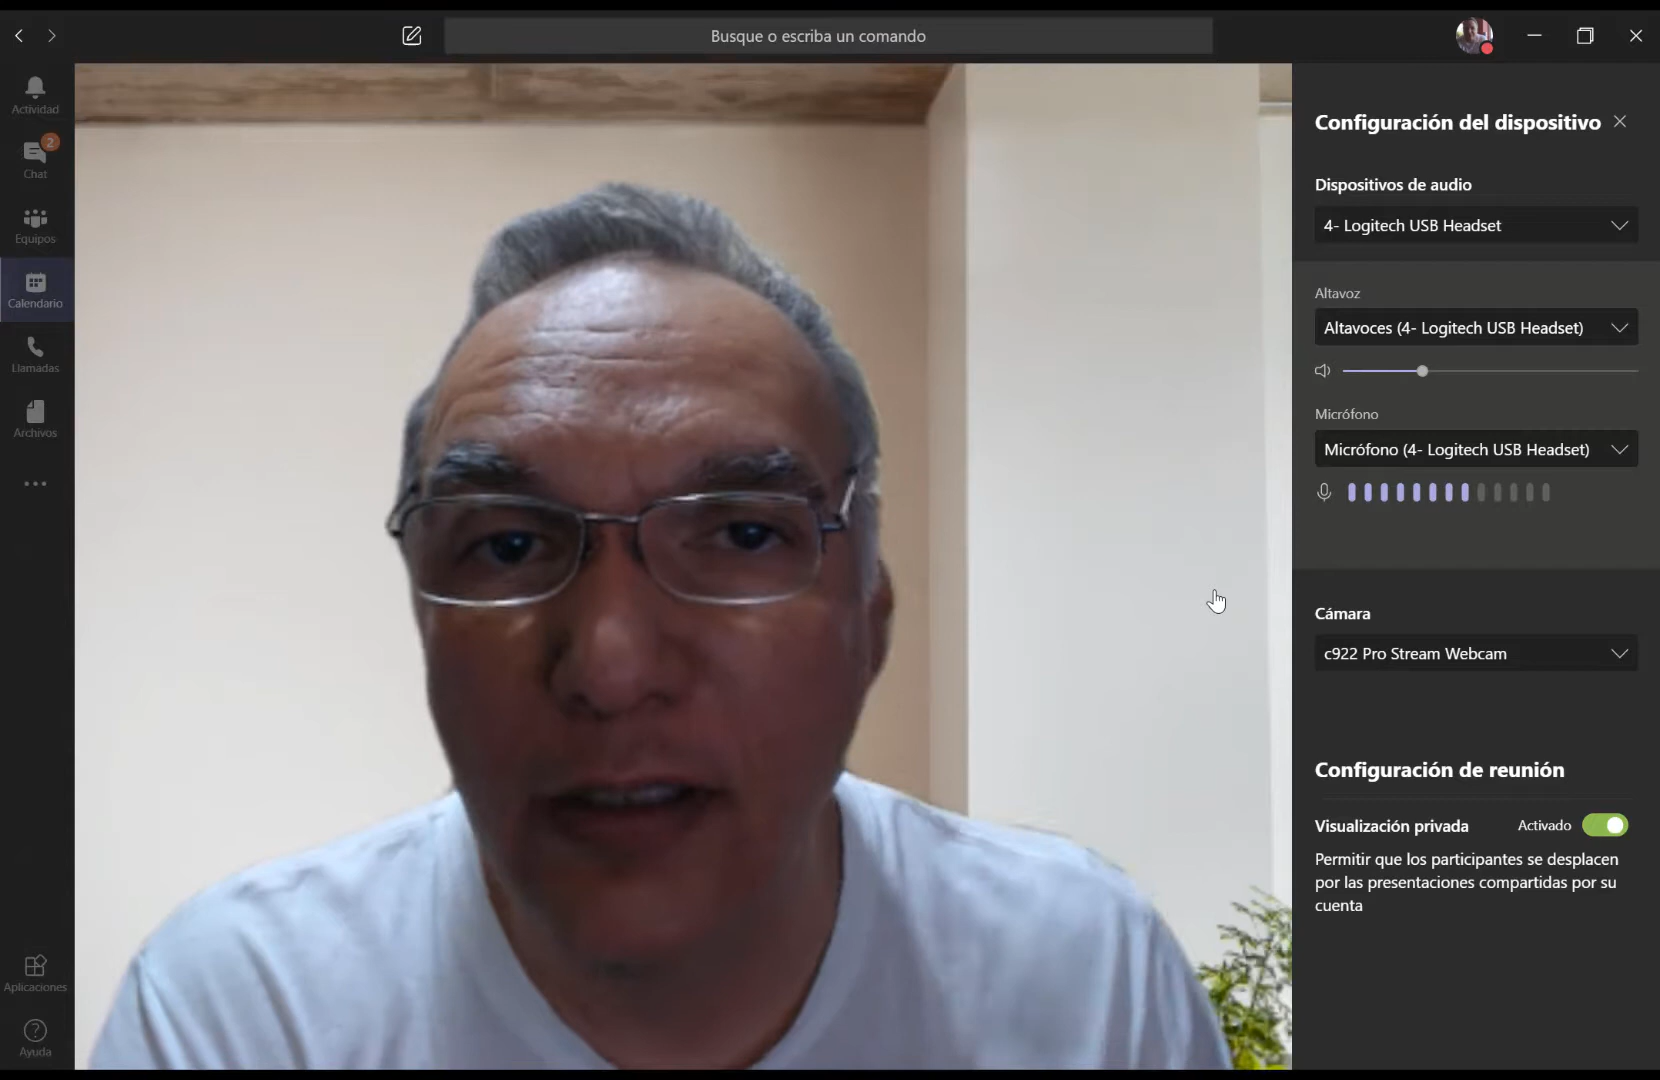 Busque o escriba un comando
Actividad
2
Chat
Equipos
Calendario
Llamadas
Archivos
Aplicaciones
Ayuda
Configuración del dispositivo
Dispositivos de audio
4- Logitech USB Headset
Altavoz
Altavoces (4- Logitech USB Headset)
Micrófono
Micrófono (4- Logitech USB Headset)
Cámara
c922 Pro Stream Webcam
Configuración de reunión
Visualización privada Activado
Permitir que los participantes se desplacen
por las presentaciones compartidas por su
cuenta